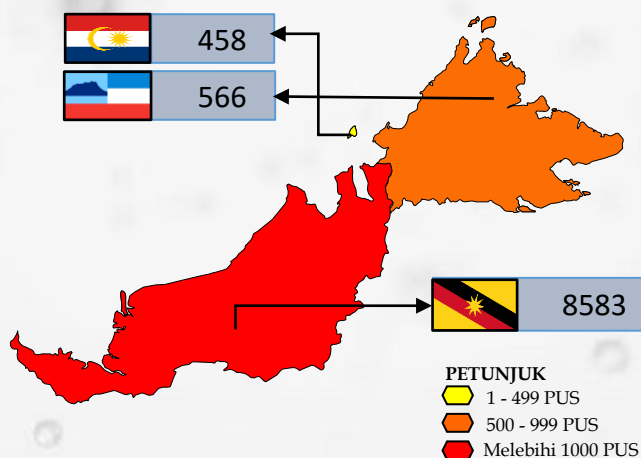 458
566
8583
PETUNJUK
1 - 499 PUS
500 - 999 PUS
Melebihi 1000 PUS